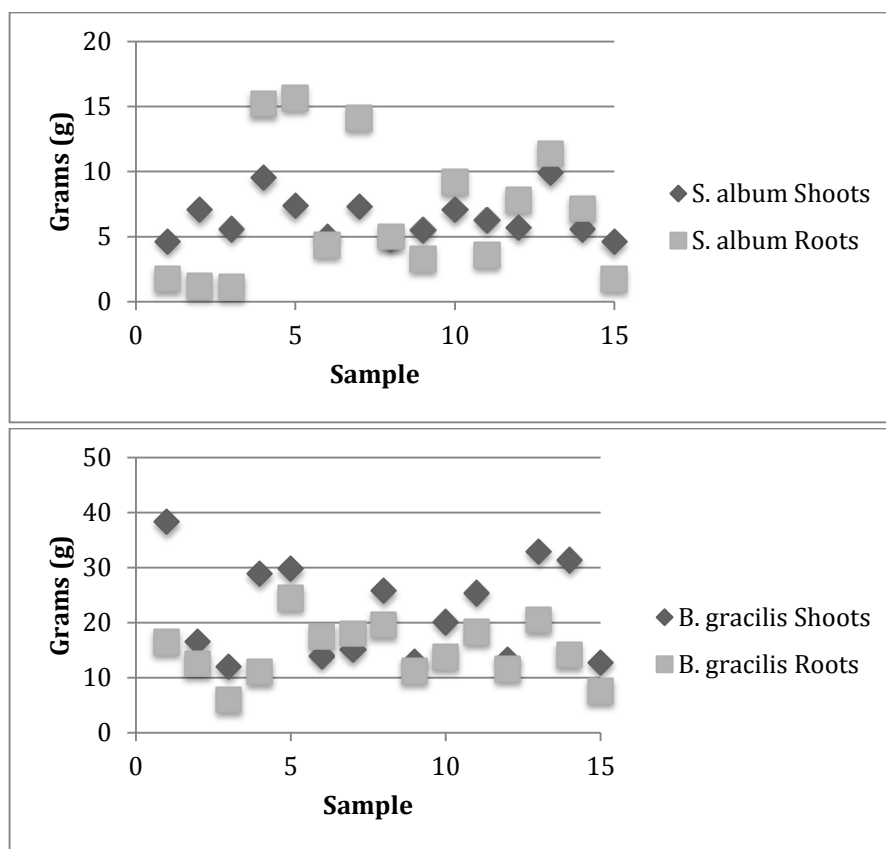 20
15
10
5
0
0 5 10 15
Grams (g)
Sample
S. album Shoots
S. album Roots
50
40
30
20
10
0
0 5 10 15
Grams (g)
Sample
B. gracilis Shoots
B. gracilis Roots